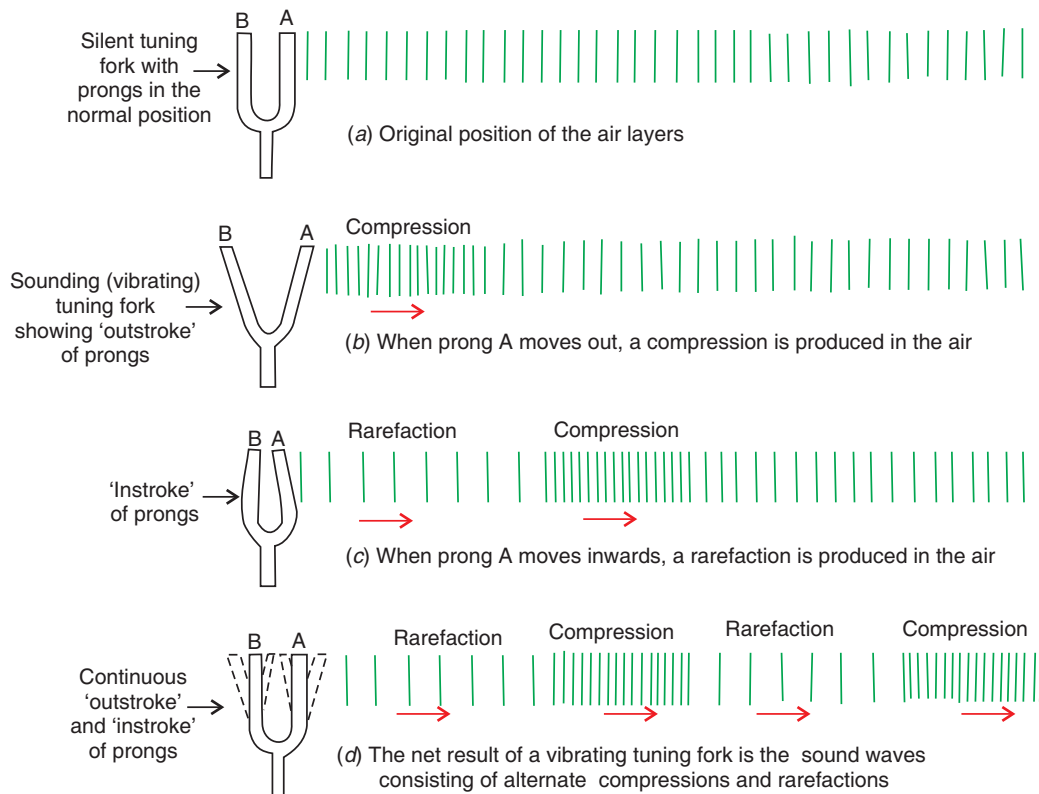 B A
Silent tuning
fork with
prongs in the
normal position
(a) Original position of the air layers
B A
Compression
Sounding (vibrating)
tuning fork
showing ‘outstroke’
of prongs
(b) When prong A moves out, a compression is produced in the air
B A
Rarefaction Compression
‘Instroke’
of prongs
(c) When prong A moves inwards, a rarefaction is produced in the air
B A
Rarefaction Compression Rarefaction Compression
Continuous
‘outstroke’
and ‘instroke’
of prongs
(d) The net result of a vibrating tuning fork is the sound waves
consisting of alternate compressions and rarefactions